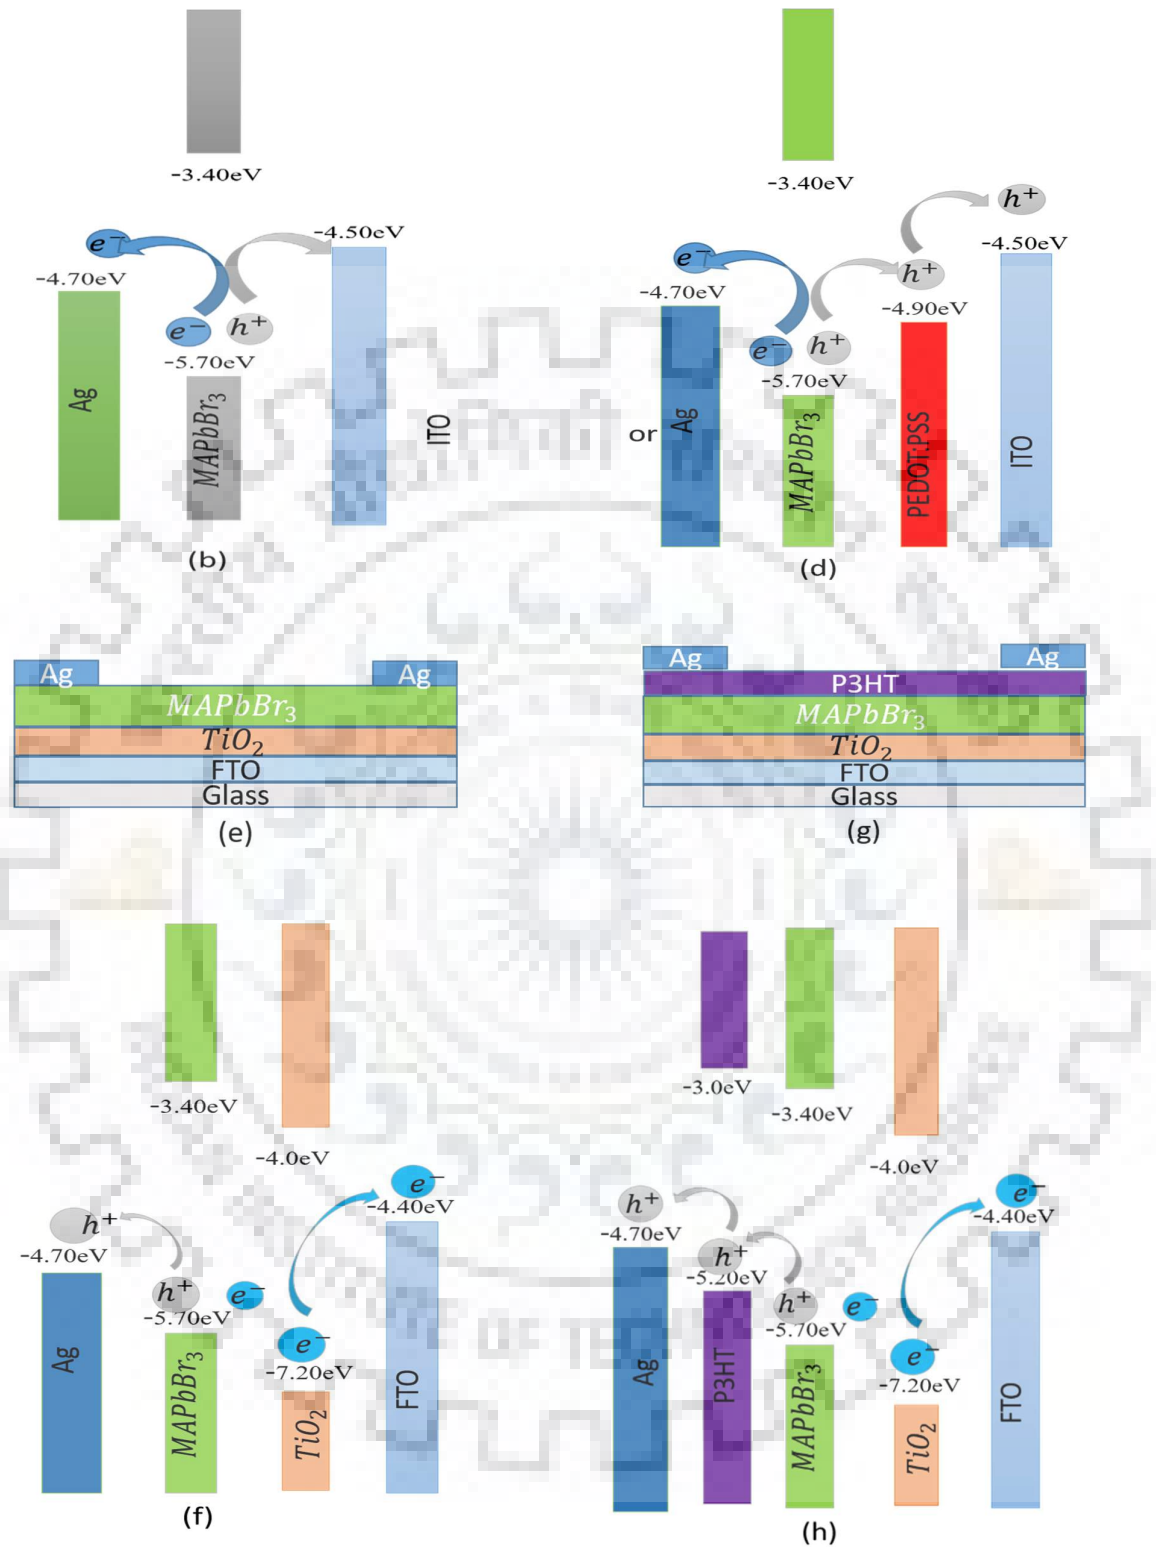 -3.40eV
e⁻
-4.70eV
-4.50eV
e⁻ h⁺
-5.70eV
Ag
MAPbBr₃
ITO
(b)
-3.40eV
h⁺
-4.50eV
e⁻
-4.70eV
h⁺
-4.90eV
e⁻ h⁺
-5.70eV
or
Ag
MAPbBr₃
PEDOT:PSS
ITO
(d)
Ag Ag
MAPbBr₃
TiO₂
FTO
Glass
(e)
Ag Ag
P3HT
MAPbBr₃
TiO₂
FTO
Glass
(g)
-3.40eV
-4.0eV
e⁻
-4.40eV
h⁺
-4.70eV
h⁺ e⁻
-5.70eV
e⁻
-7.20eV
Ag
MAPbBr₃
TiO₂
FTO
(f)
-3.0eV
-3.40eV
-4.0eV
e⁻
-4.40eV
h⁺
-4.70eV
h⁺
-5.20eV
h⁺ e⁻
-5.70eV
e⁻
-7.20eV
Ag
P3HT
MAPbBr₃
TiO₂
FTO
(h)